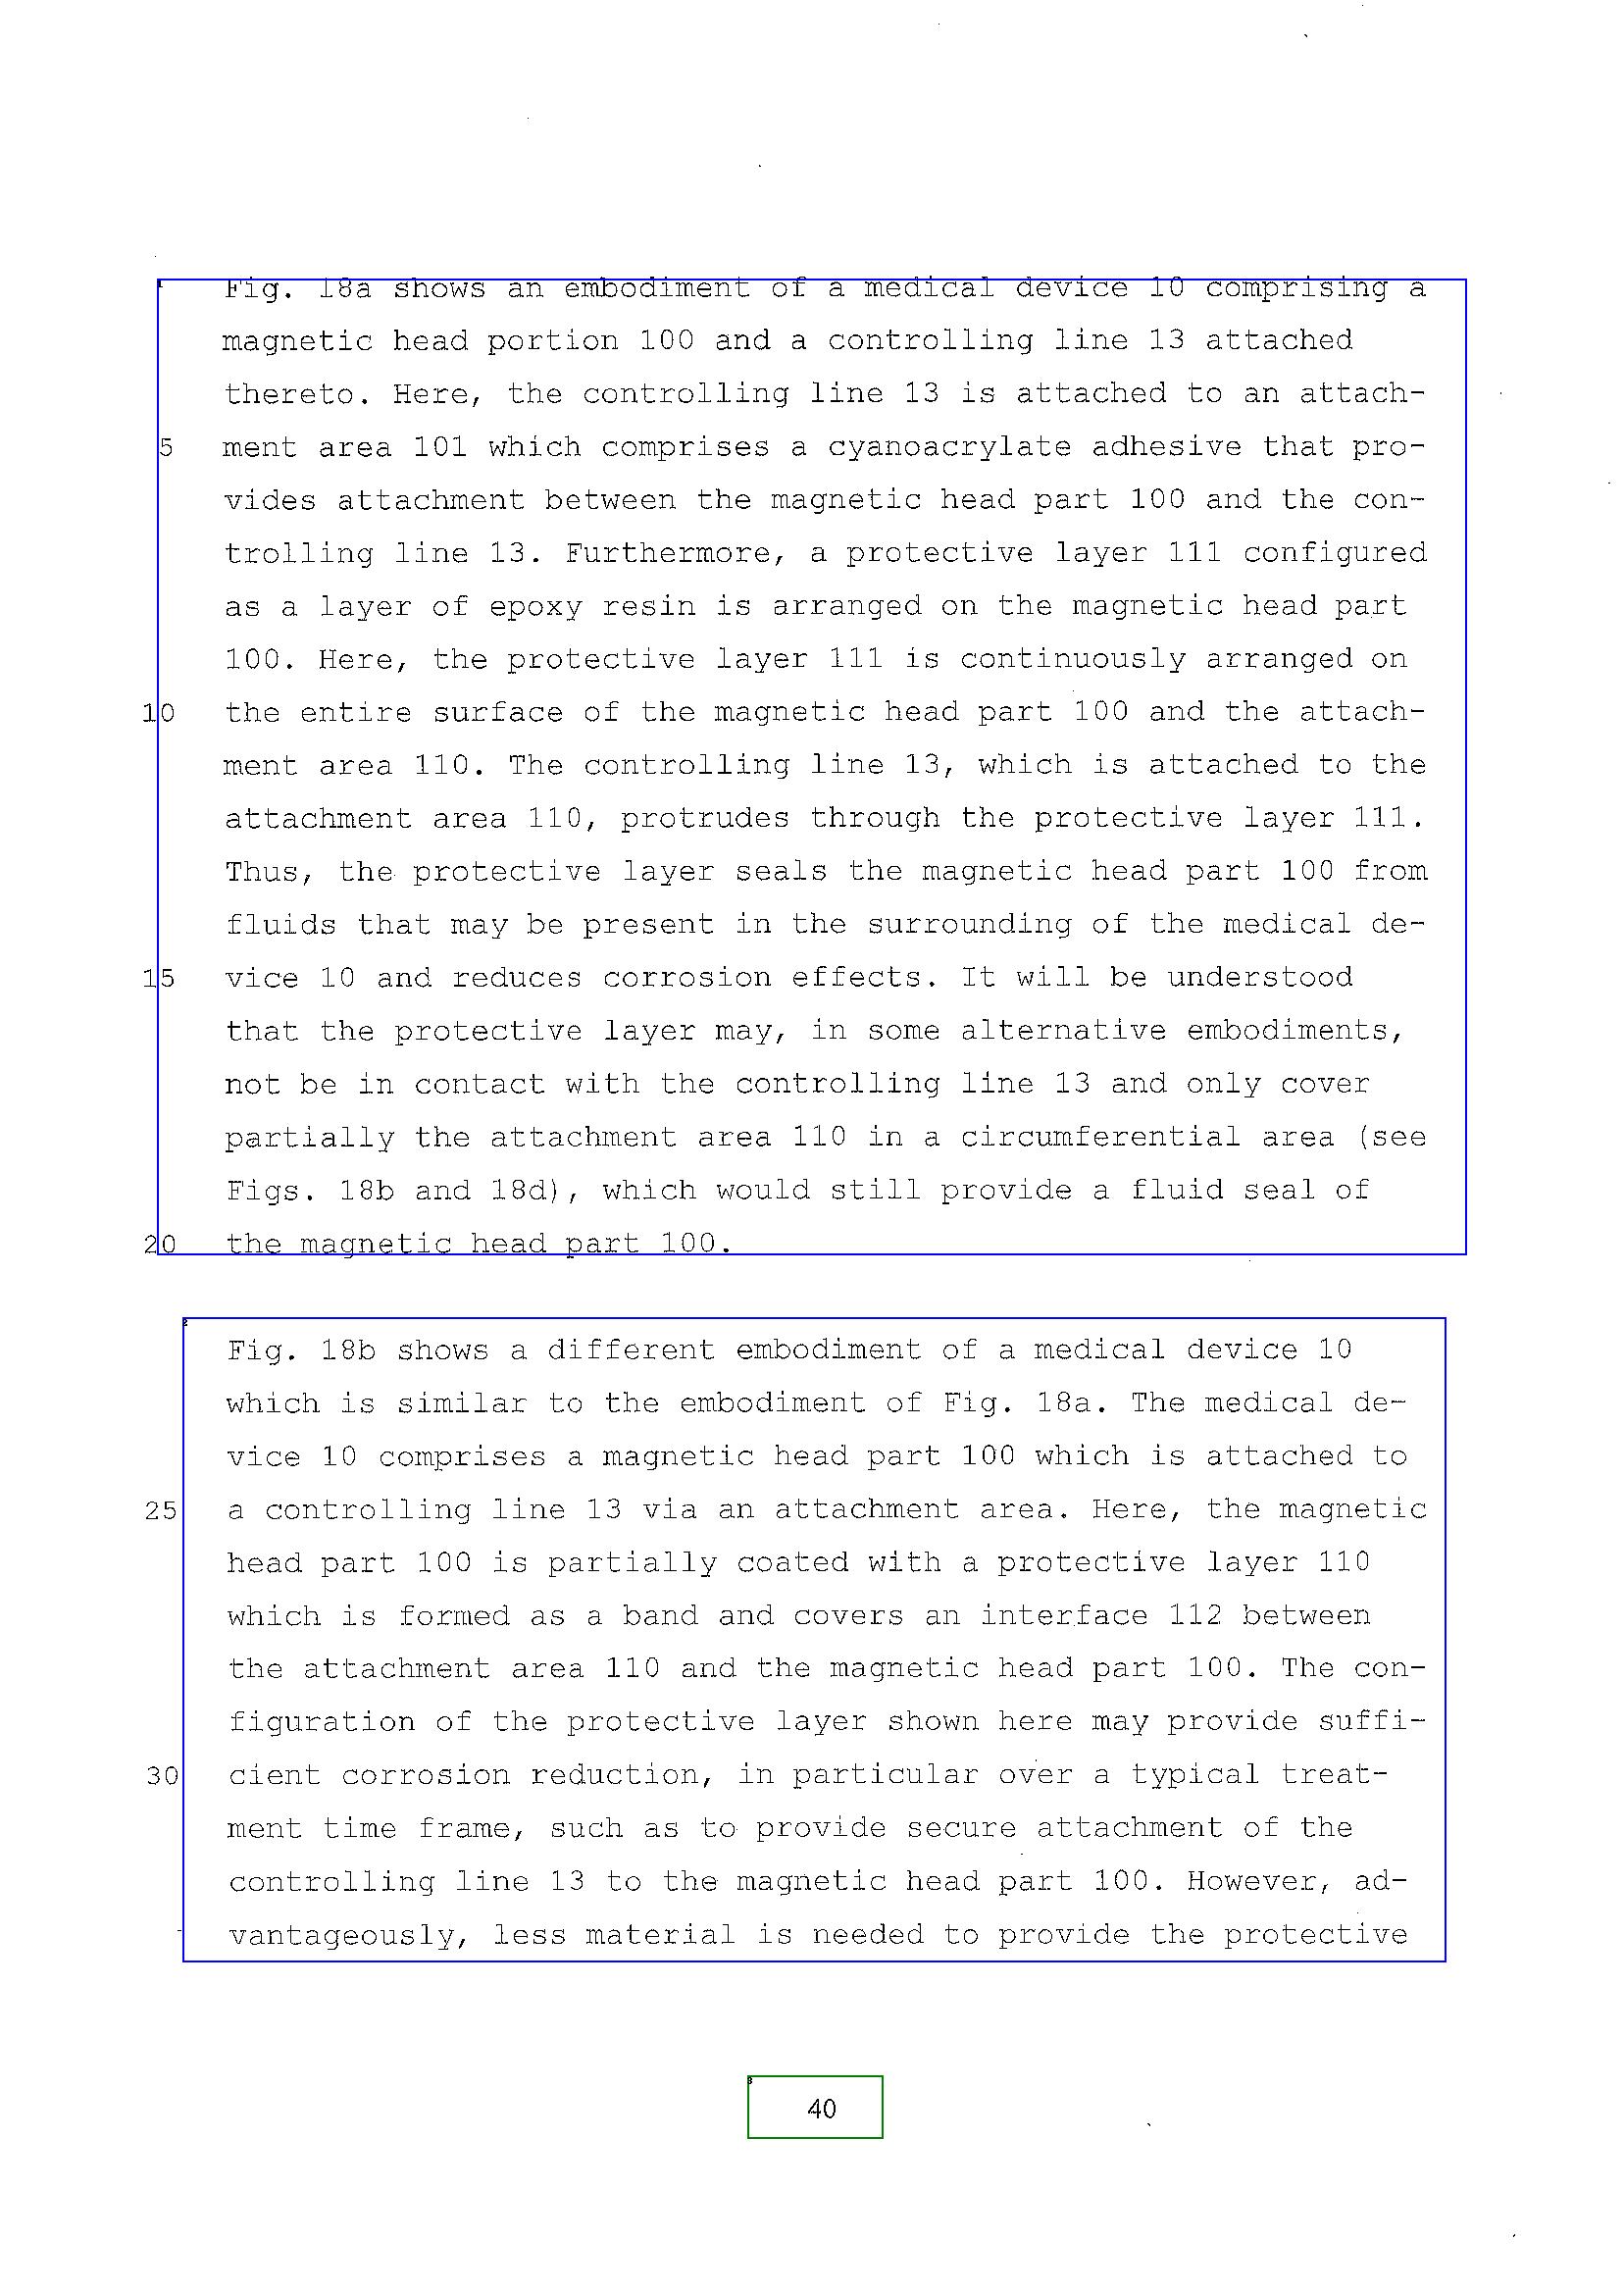 Fig. 18a shows an embodiment of a medical device 10 comprising a
magnetic head portion 100 and a controlling line 13 attached
thereto. Here, the controlling line 13 is attached to an attach-
5 ment area 101 which comprises a cyanoacrylate adhesive that pro-
vides attachment between the magnetic head part 100 and the con-
trolling line 13. Furthermore, a protective layer 111 configured
as a layer of epoxy resin is arranged on the magnetic head part
100. Here, the protective layer 111 is continuously arranged on
10 the entire surface of the magnetic head part 100 and the attach-
ment area 110. The controlling line 13, which is attached to the
attachment area 110, protrudes through the protective layer 111.
Thus, the protective layer seals the magnetic head part 100 from
fluids that may be present in the surrounding of the medical de-
15 vice 10 and reduces corrosion effects. It will be understood
that the protective layer may, in some alternative embodiments,
not be in contact with the controlling line 13 and only cover
partially the attachment area 110 in a circumferential area (see
Figs. 18b and 18d), which would still provide a fluid seal of
20 the magnetic head part 100.
Fig. 18b shows a different embodiment of a medical device 10
which is similar to the embodiment of Fig. 18a. The medical de-
vice 10 comprises a magnetic head part 100 which is attached to
25 a controlling line 13 via an attachment area. Here, the magnetic
head part 100 is partially coated with a protective layer 110
which is formed as a band and covers an interface 112 between
the attachment area 110 and the magnetic head part 100. The con-
figuration of the protective layer shown here may provide suffi-
30 cient corrosion reduction, in particular over a typical treat-
ment time frame, such as to provide secure attachment of the
controlling line 13 to the magnetic head part 100. However, ad-
vantageously, less material is needed to provide the protective
40